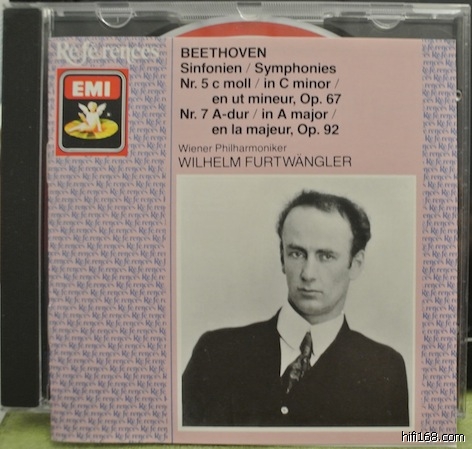 References
EMI
BEETHOVEN
Sinfonien / Symphonies
Nr. 5 c moll / in C minor /
en ut mineur, Op. 67
Nr. 7 A-dur / in A major /
en la majeur, Op. 92
Wiener Philharmoniker
WILHELM FURTWÄNGLER
hifi168.com